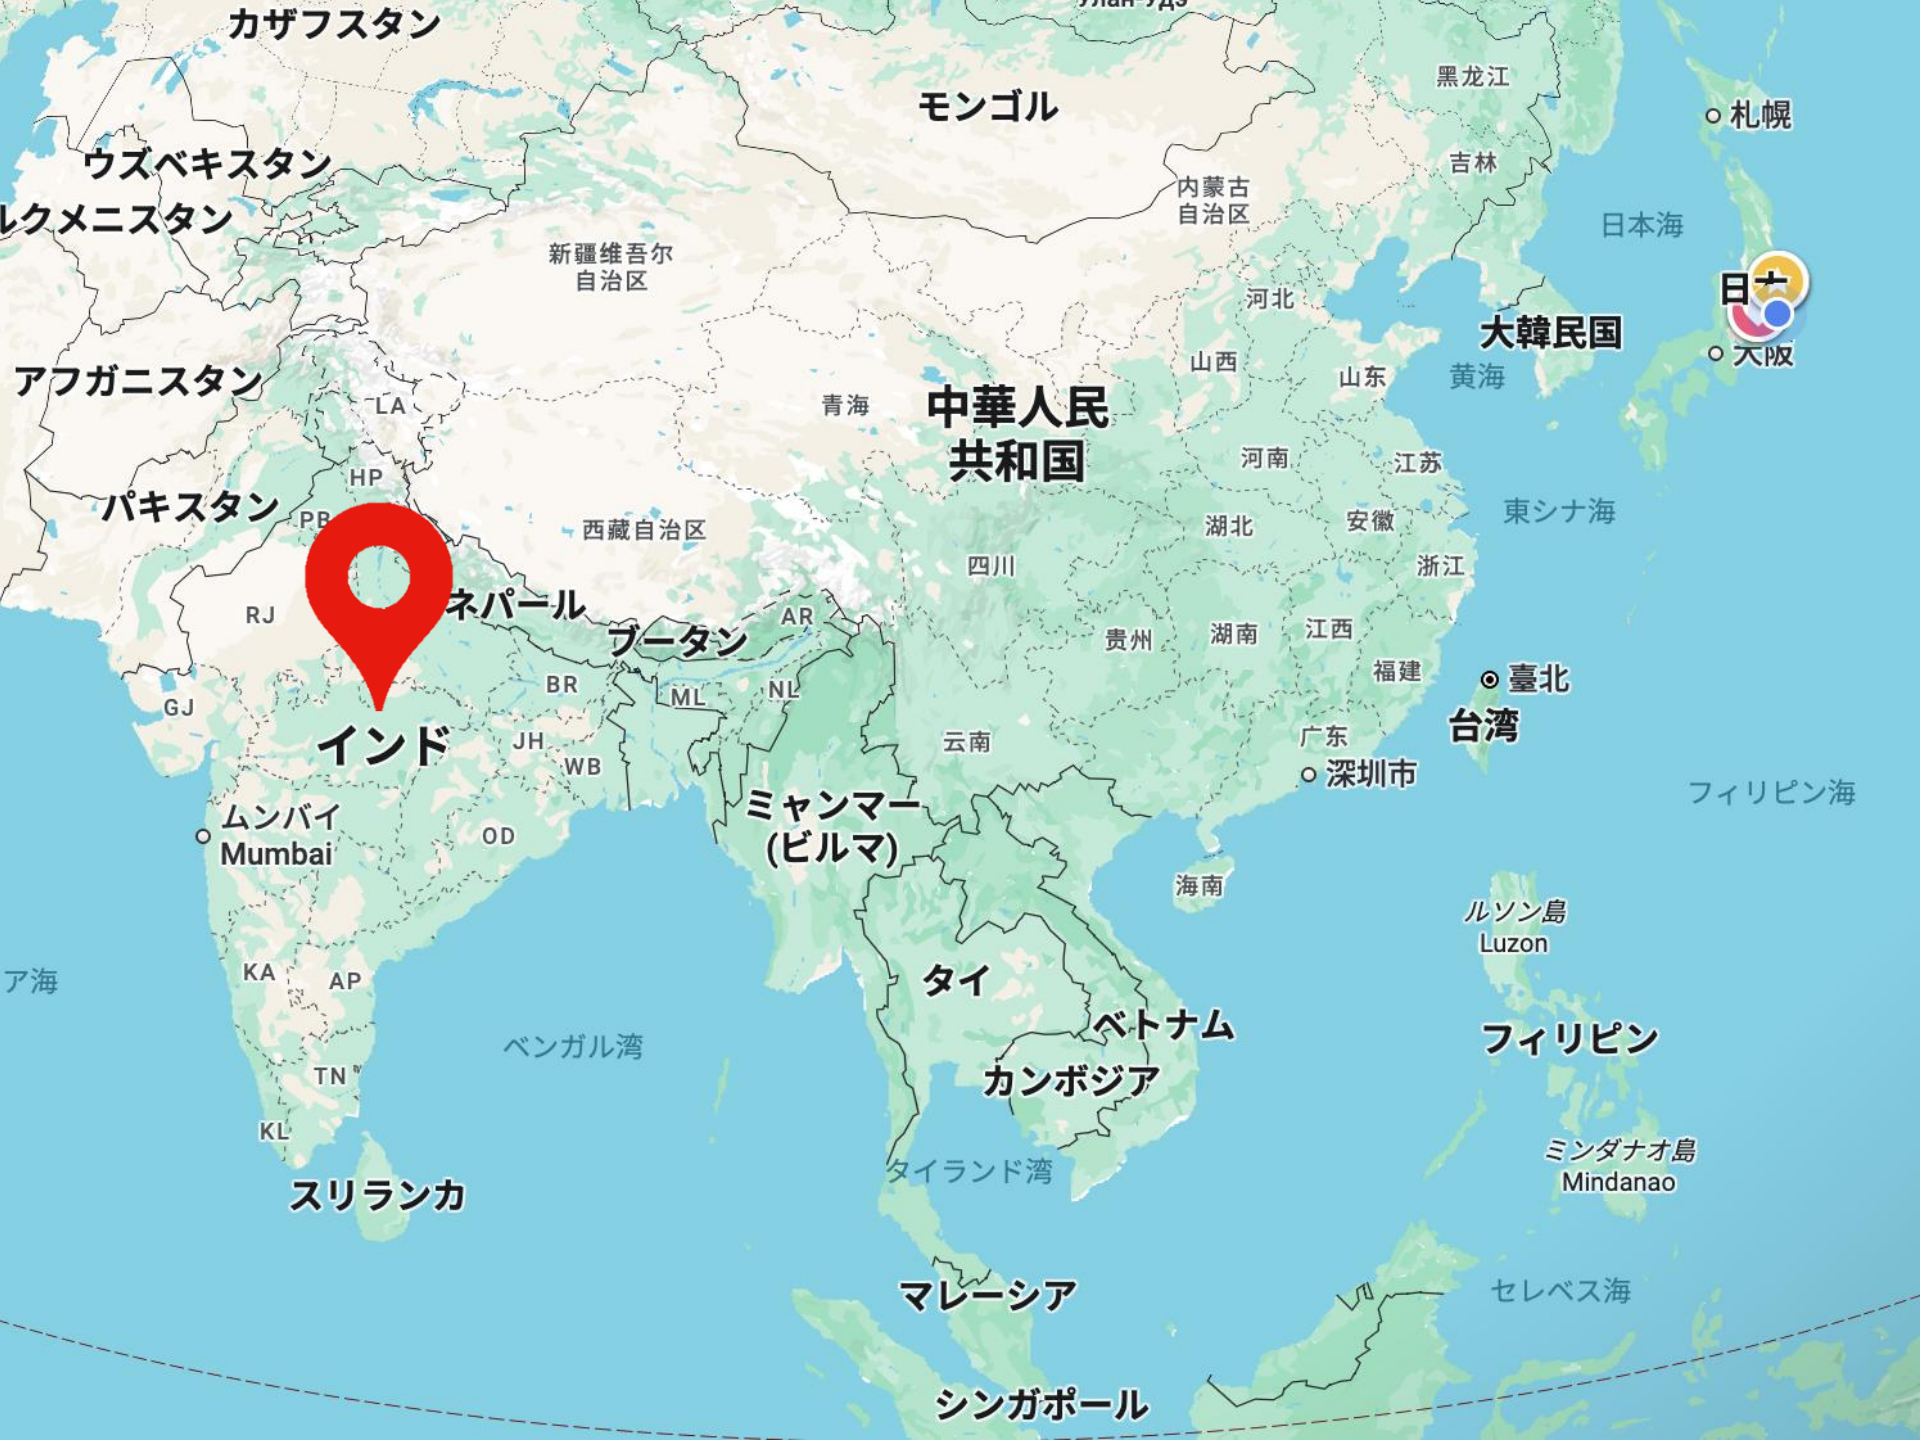 カザフスタン
Улан-Удэ
モンゴル
黑龙江
札幌
ウズベキスタン
吉林
内蒙古
自治区
ルクメニスタン
日本海
新疆维吾尔
自治区
河北
大韓民国
大阪
山西
山东
黄海
アフガニスタン
LA
青海
中華人民
共和国
河南
江苏
HP
パキスタン
PB
西藏自治区
湖北
安徽
東シナ海
四川
浙江
RJ
ネパール
ブータン
AR
贵州
湖南
江西
福建
臺北
台湾
GJ
BR
ML
NL
インド
JH
WB
云南
广东
深圳市
フィリピン海
ムンバイ
Mumbai
OD
ミャンマー
(ビルマ)
海南
ルソン島
Luzon
KA
AP
ア海
タイ
ベンガル湾
ベトナム
フィリピン
TN
カンボジア
KL
タイランド湾
ミンダナオ島
Mindanao
スリランカ
マレーシア
セレベス海
シンガポール